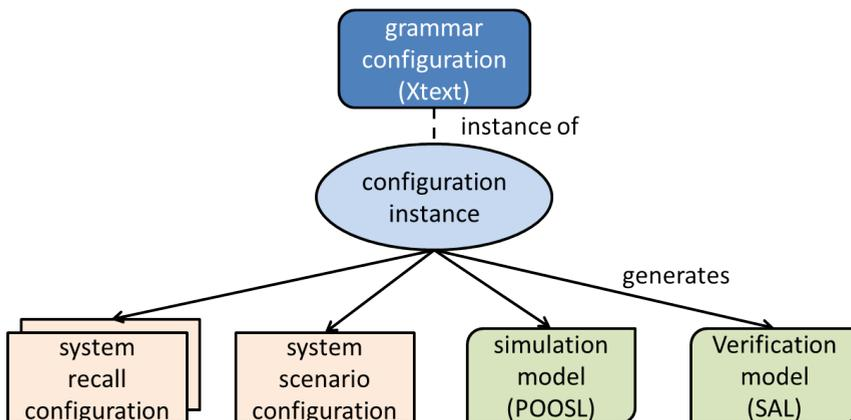 grammar
configuration
(Xtext)
instance of
configuration
instance
generates
system
recall
configuration
system
scenario
configuration
simulation
model
(POOSL)
Verification
model
(SAL)